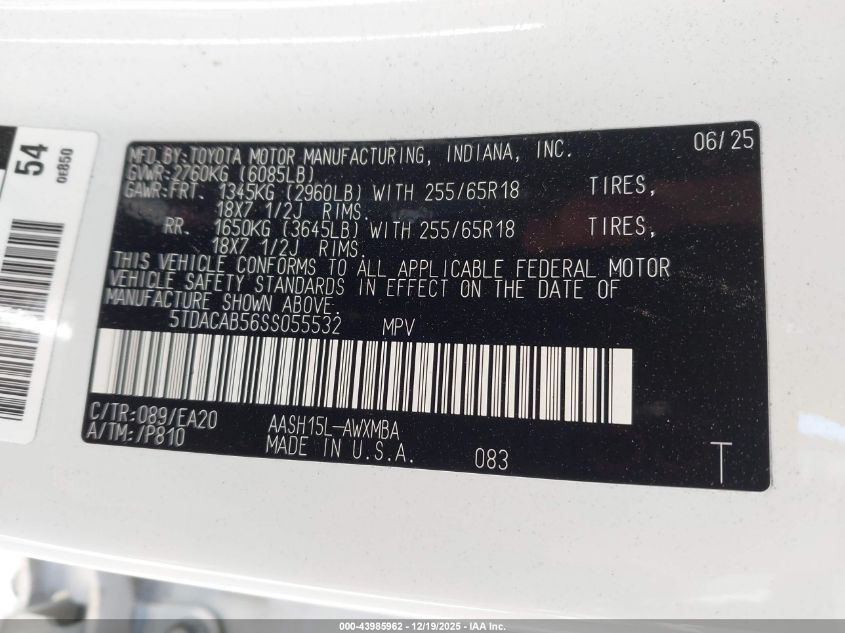 54
0E850
MFD.BY:TOYOTA MOTOR MANUFACTURING, INDIANA, INC. 06/25
GVWR:2760KG (6085LB)
GAWR:FRT. 1345KG (2960LB) WITH 255/65R18 TIRES,
18X7 1/2J RIMS.
RR. 1650KG (3645LB) WITH 255/65R18 TIRES,
18X7 1/2J RIMS.
THIS VEHICLE CONFORMS TO ALL APPLICABLE FEDERAL MOTOR
VEHICLE SAFETY STANDARDS IN EFFECT ON THE DATE OF
MANUFACTURE SHOWN ABOVE.
5TDACAB56SS055532 MPV
C/TR:089/EA20 AASH15L-AWXMBA
A/TM:/P810 MADE IN U.S.A. 083 T
000-43985962 - 12/19/2025 - IAA Inc.